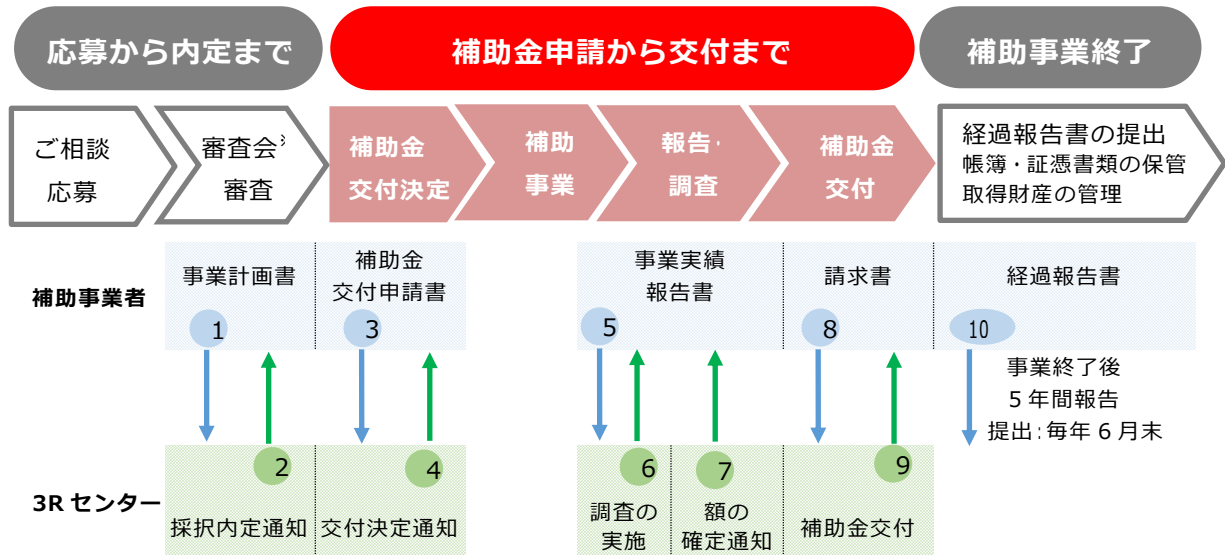 応募から内定まで
補助金申請から交付まで
補助事業終了
ご相談
応募
審査会
審査
補助金
交付決定
補助
事業
報告・
調査
補助金
交付
経過報告書の提出
帳簿・証憑書類の保管
取得財産の管理
補助事業者
事業計画書
補助金
交付申請書
事業実績
報告書
請求書
経過報告書
1
3
5
8
10
事業終了後
5年間報告
提出:毎年6月末
3Rセンター
2
4
6
7
9
採択内定通知
交付決定通知
調査の
実施
額の
確定通知
補助金交付